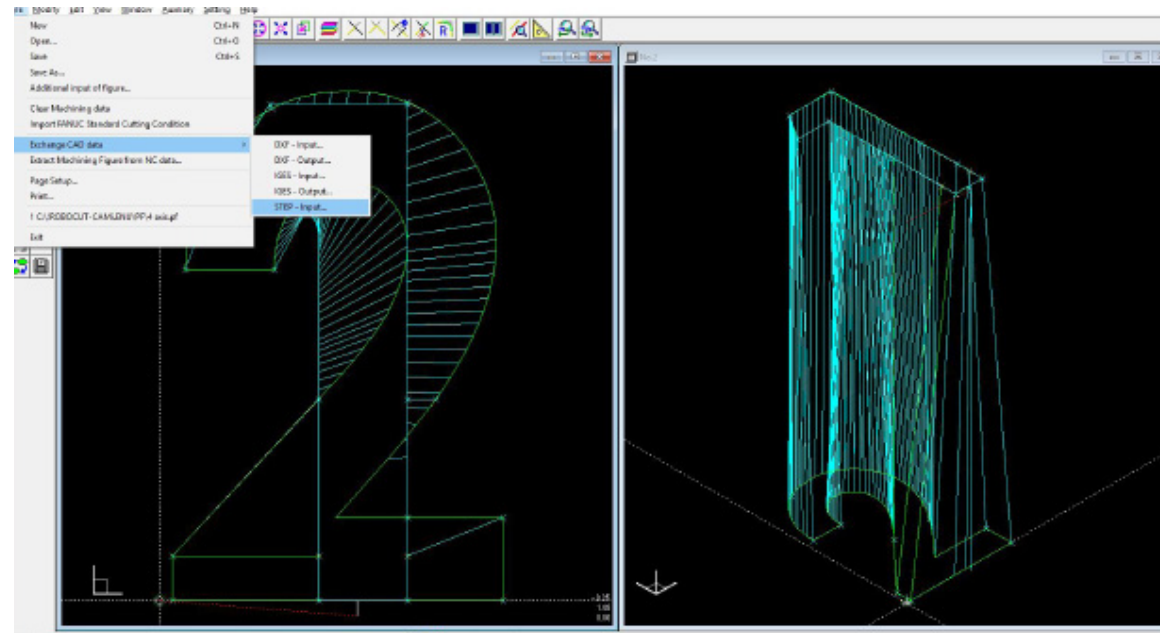 Modify Edit View Window Auxiliary Setting Help
New Ctrl+N
Open... Ctrl+O
Save Ctrl+S
Save As...
Additional input of figure...
Clear Machining data
Import FANUC Standard Cutting Condition
Exchange CAD data
Extract Machining Figure from NC data...
Page Setup...
Print...
Exit
DXF - Input...
DXF - Output...
IGES - Input...
IGES - Output...
STEP - Input...
No.2